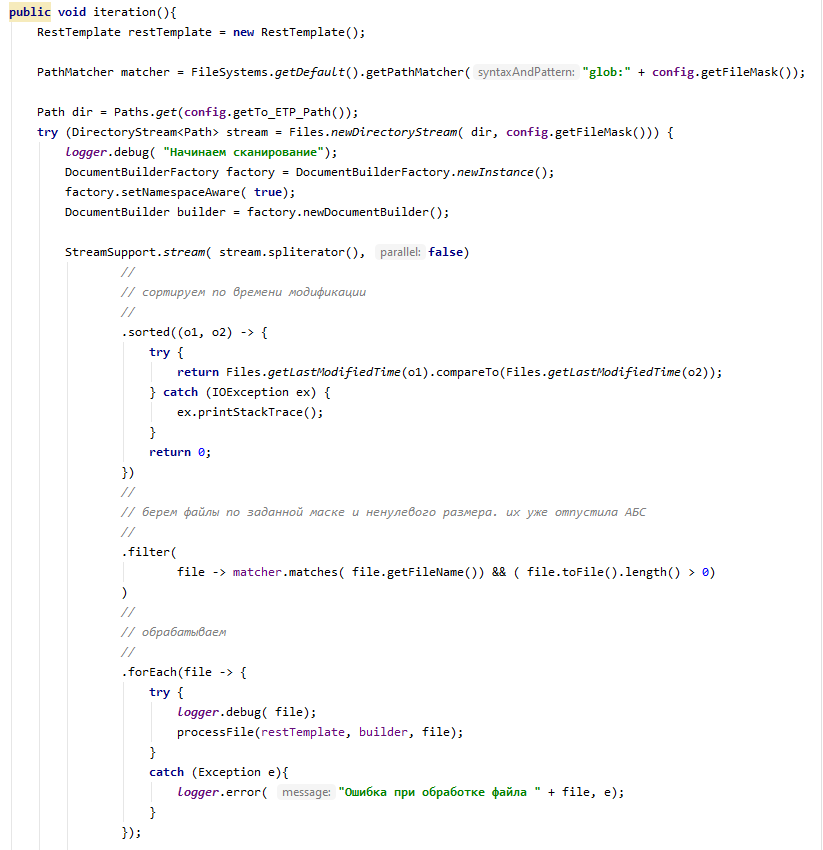 public void iteration(){
RestTemplate restTemplate = new RestTemplate();
PathMatcher matcher = FileSystems.getDefault().getPathMatcher( syntaxAndPattern: "glob:" + config.getFileMask());
Path dir = Paths.get(config.getTo_ETP_Path());
try (DirectoryStream<Path> stream = Files.newDirectoryStream( dir, config.getFileMask())) {
logger.debug( "Начинаем сканирование");
DocumentBuilderFactory factory = DocumentBuilderFactory.newInstance();
factory.setNamespaceAware( true);
DocumentBuilder builder = factory.newDocumentBuilder();
StreamSupport.stream( stream.spliterator(), parallel: false)
//
// сортируем по времени модификации
//
.sorted((o1, o2) -> {
try {
return Files.getLastModifiedTime(o1).compareTo(Files.getLastModifiedTime(o2));
} catch (IOException ex) {
ex.printStackTrace();
}
return 0;
})
//
// берем файлы по заданной маске и ненулевого размера. их уже отпустила АБС
//
.filter(
file -> matcher.matches( file.getFileName()) && ( file.toFile().length() > 0)
)
//
// обрабатываем
//
.forEach(file -> {
try {
logger.debug( file);
processFile(restTemplate, builder, file);
}
catch (Exception e){
logger.error( message: "Ошибка при обработке файла " + file, e);
}
});